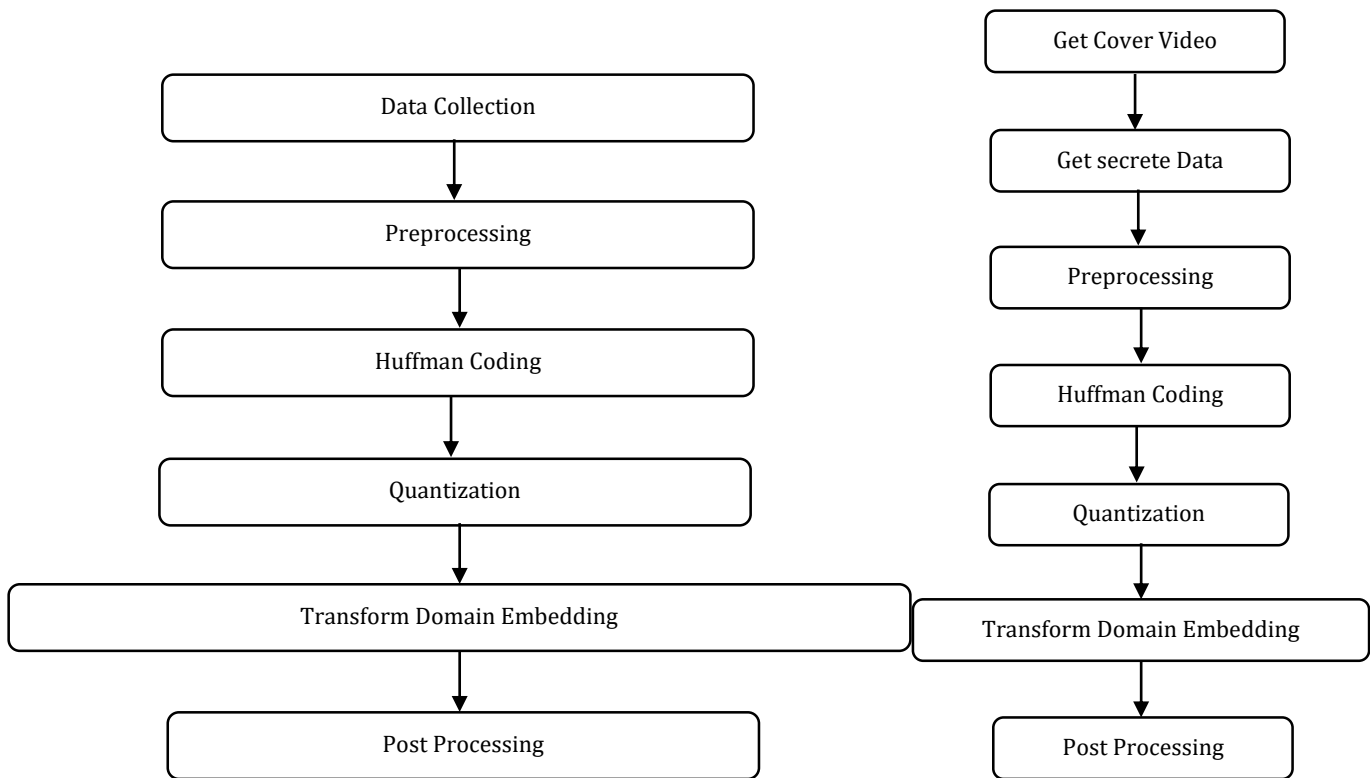 Data Collection
Preprocessing
Huffman Coding
Quantization
Transform Domain Embedding
Post Processing
Get Cover Video
Get secrete Data
Preprocessing
Huffman Coding
Quantization
Transform Domain Embedding
Post Processing